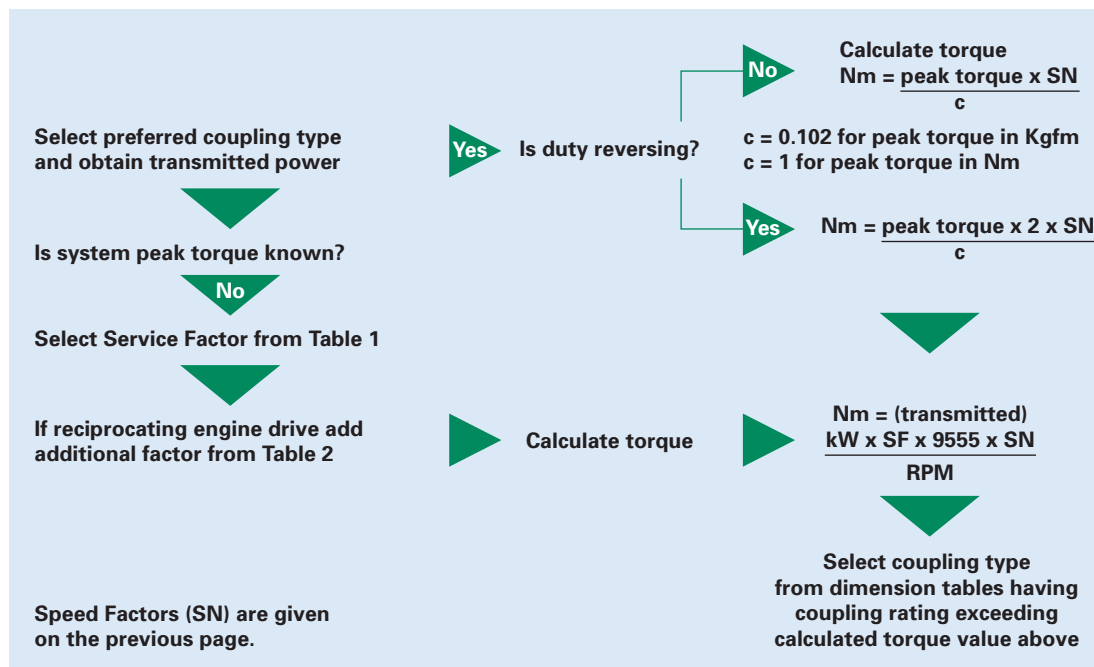 Select preferred coupling type
and obtain transmitted power
Is system peak torque known?
No
Select Service Factor from Table 1
If reciprocating engine drive add
additional factor from Table 2
Speed Factors (SN) are given
on the previous page.
Yes
Is duty reversing?
No
Calculate torque
Nm = peak torque x SN
c
c = 0.102 for peak torque in Kgfm
c = 1 for peak torque in Nm
Yes
Nm = peak torque x 2 x SN
c
Calculate torque
Nm = (transmitted)
kW x SF x 9555 x SN
RPM
Select coupling type
from dimension tables having
coupling rating exceeding
calculated torque value above